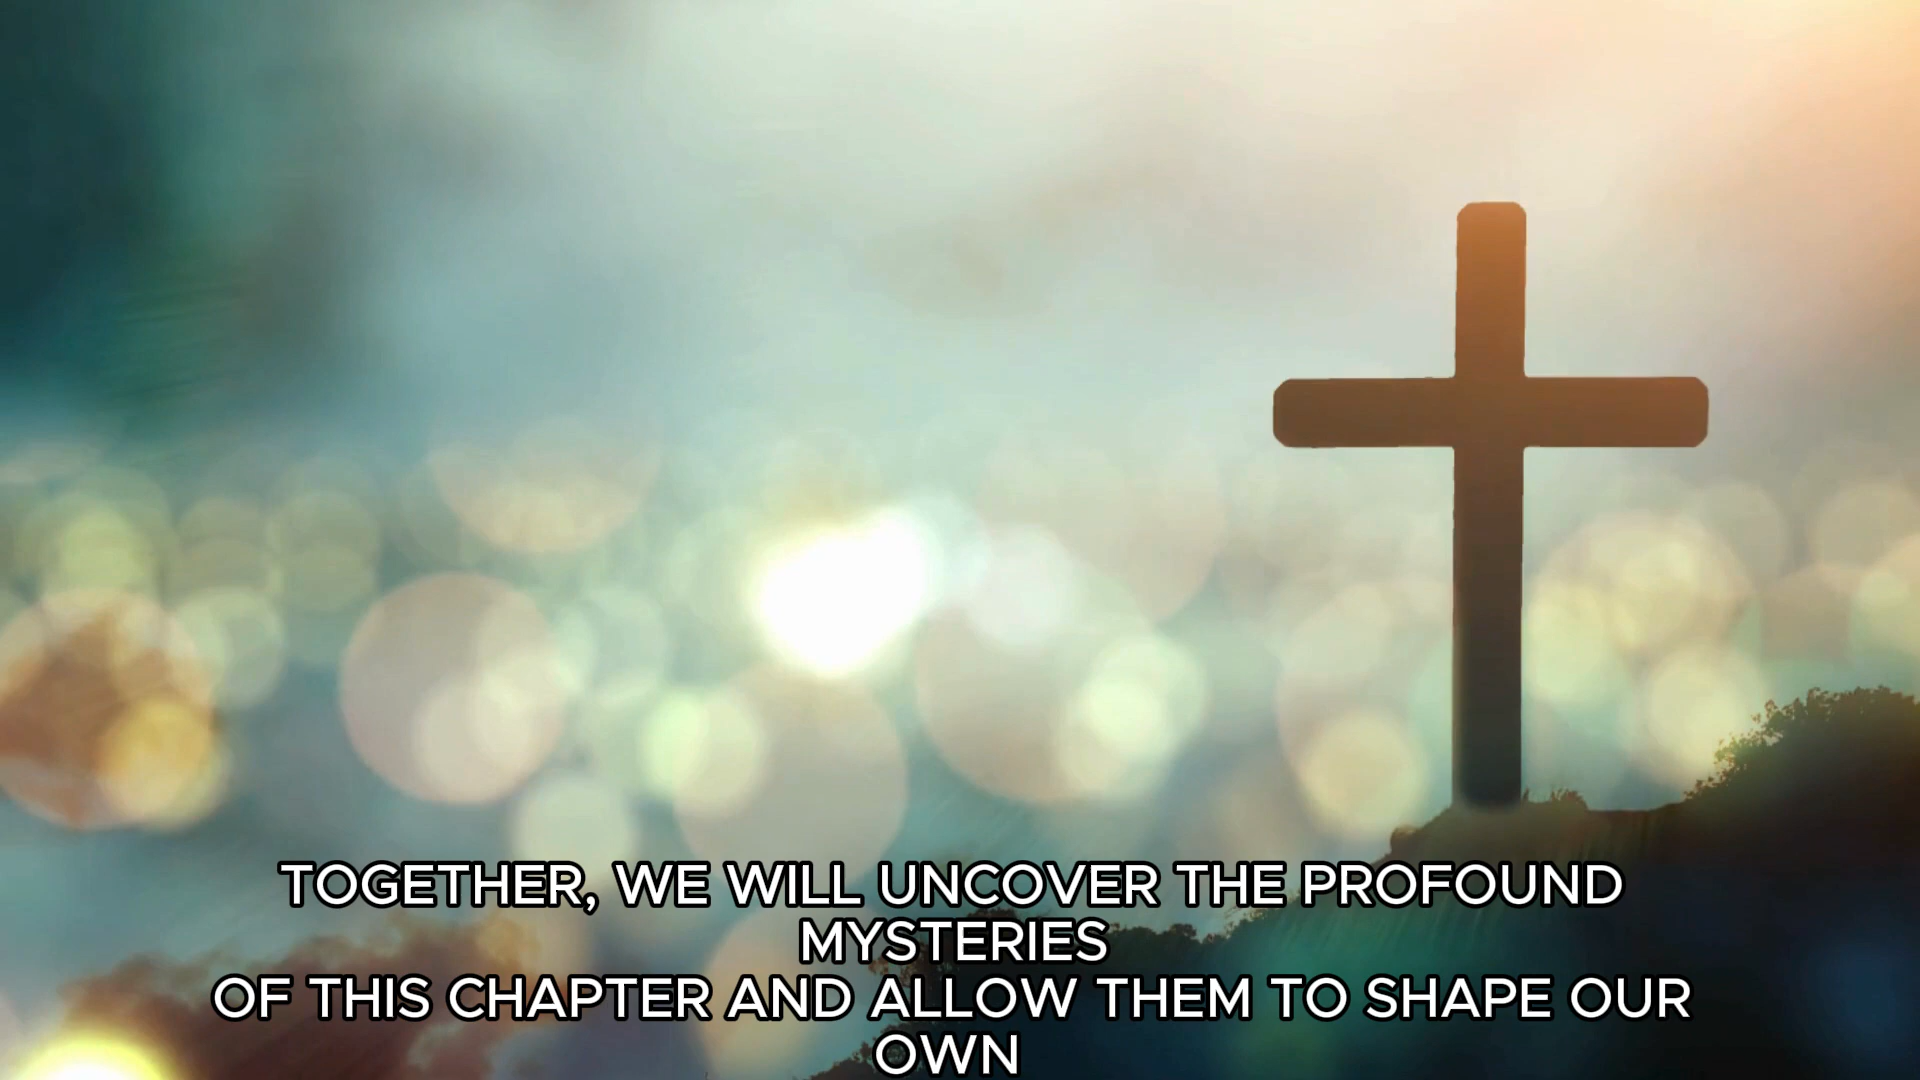 TOGETHER, WE WILL UNCOVER THE PROFOUND
MYSTERIES
OF THIS CHAPTER AND ALLOW THEM TO SHAPE OUR
OWN